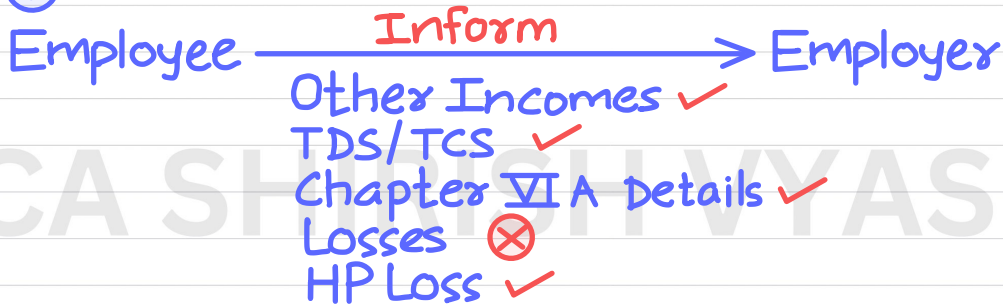 Inform
Employee → Employer
Other Incomes ✓
TDS/TCS ✓
Chapter VI A Details ✓
Losses ⊗
HP Loss ✓
CA SHIRISH VYAS